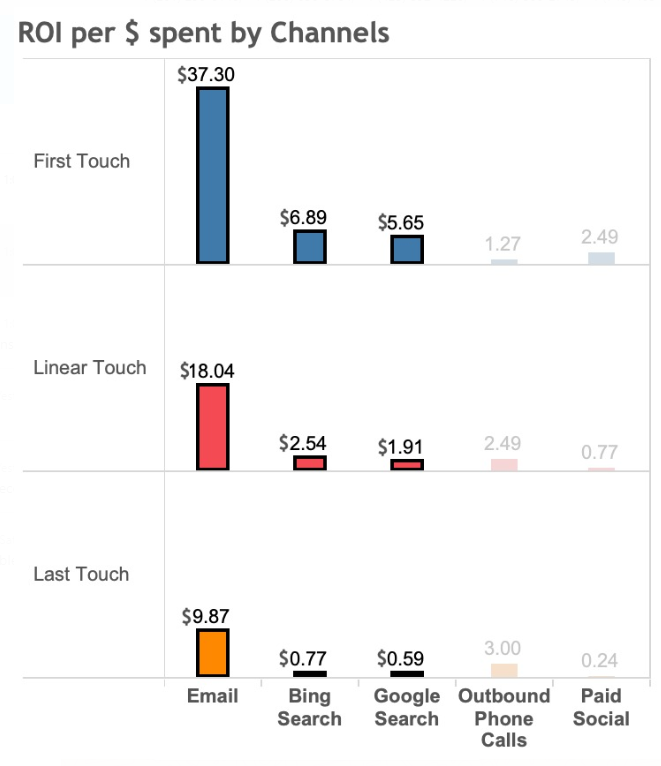 ROI per $ spent by Channels
First Touch
$37.30
$6.89
$5.65
1.27
2.49
Linear Touch
$18.04
$2.54
$1.91
2.49
0.77
Last Touch
$9.87
$0.77
$0.59
3.00
0.24
Email
Bing
Search
Google
Search
Outbound
Phone
Calls
Paid
Social